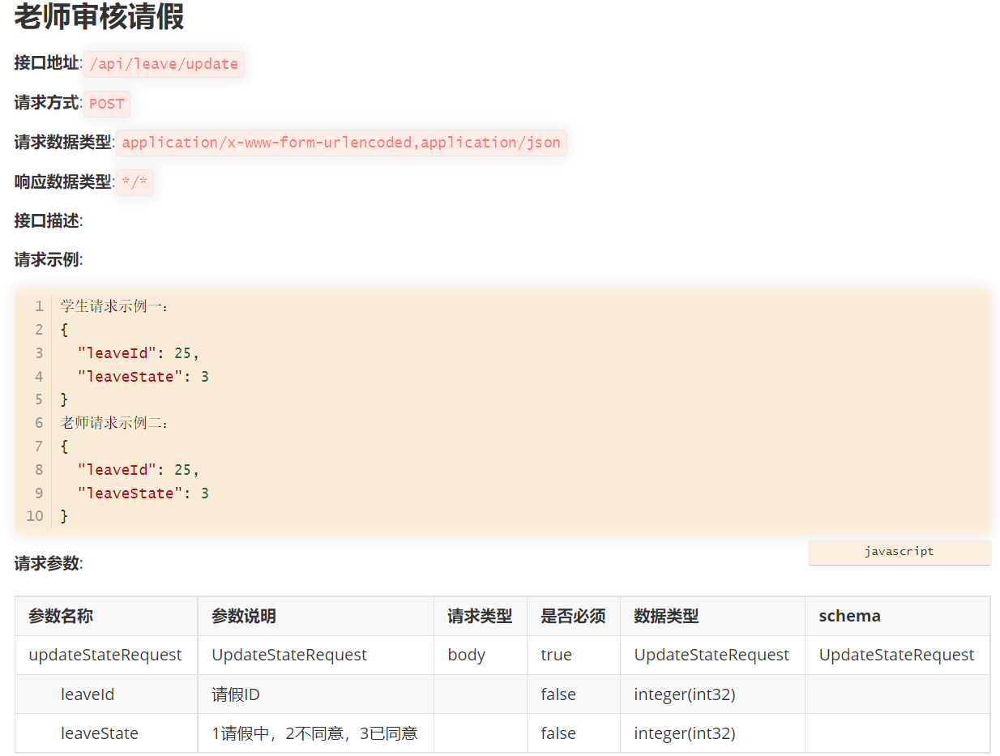 老师审核请假
接口地址:/api/leave/update
请求方式:POST
请求数据类型:application/x-www-form-urlencoded,application/json
响应数据类型:*/*
接口描述:
请求示例:
1 学生请求示例一：
2 {
3 "leaveId": 25,
4 "leaveState": 3
5 }
6 老师请求示例二：
7 {
8 "leaveId": 25,
9 "leaveState": 3
10 }
javascript
请求参数:
参数名称 参数说明 请求类型 是否必须 数据类型 schema
updateStateRequest UpdateStateRequest body true UpdateStateRequest UpdateStateRequest
leaveId 请假ID false integer(int32)
leaveState 1请假中，2不同意，3已同意 false integer(int32)